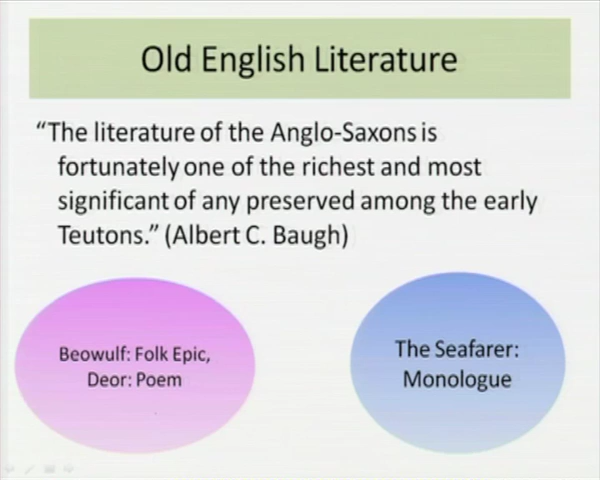 Old English Literature
“The literature of the Anglo-Saxons is
fortunately one of the richest and most
significant of any preserved among the early
Teutons.” (Albert C. Baugh)
Beowulf: Folk Epic,
Deor: Poem
The Seafarer:
Monologue